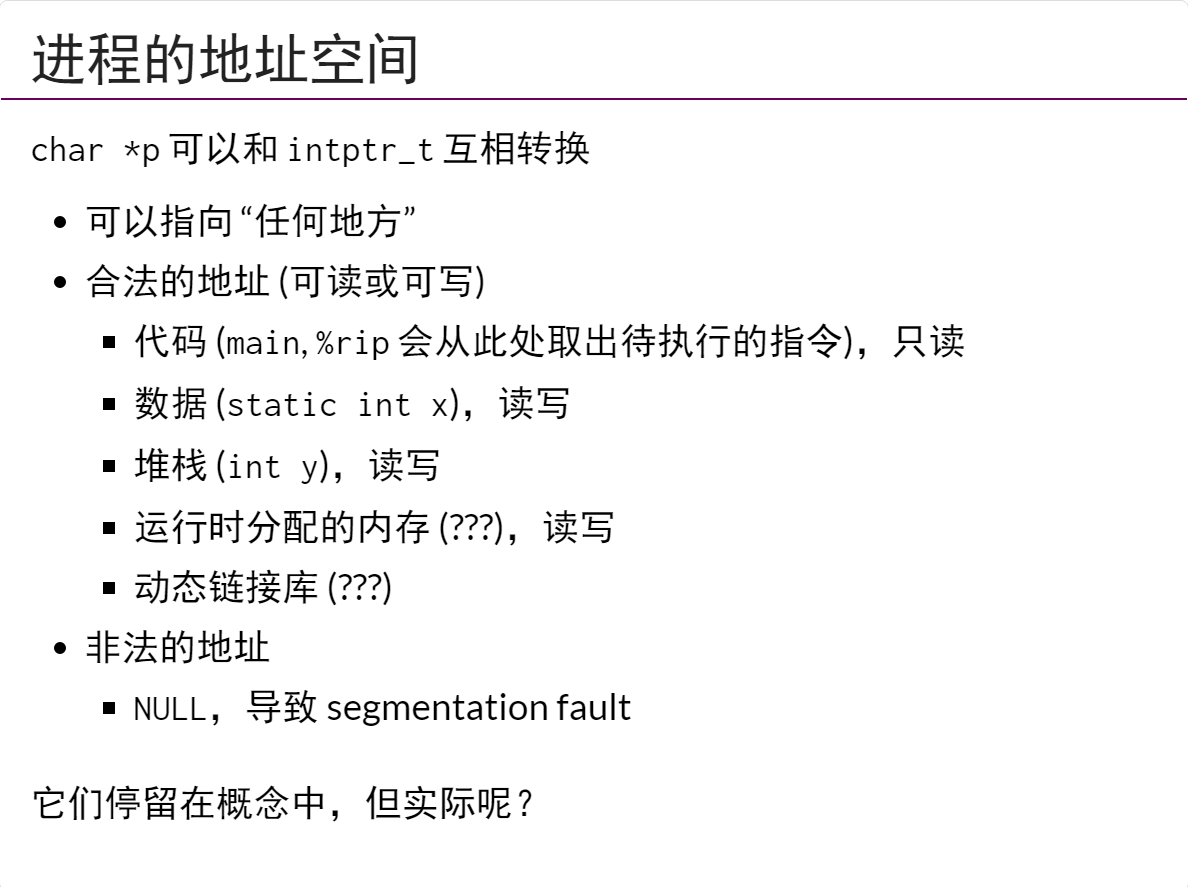 进程的地址空间
char *p 可以和 intptr_t 互相转换
• 可以指向 “任何地方”
• 合法的地址 (可读或可写)
▪ 代码 (main, %rip 会从此处取出待执行的指令)，只读
▪ 数据 (static int x)，读写
▪ 堆栈 (int y)，读写
▪ 运行时分配的内存 (???)，读写
▪ 动态链接库 (???)
• 非法的地址
▪ NULL，导致 segmentation fault
它们停留在概念中，但实际呢？